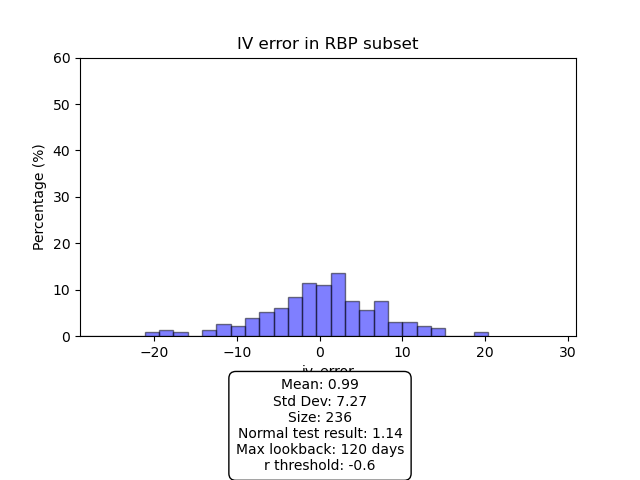 IV error in RBP subset
60
50
40
30
20
10
0
Percentage (%)
−20
−10
0
10
20
30
iv_error
Mean: 0.99
Std Dev: 7.27
Size: 236
Normal test result: 1.14
Max lookback: 120 days
r threshold: -0.6